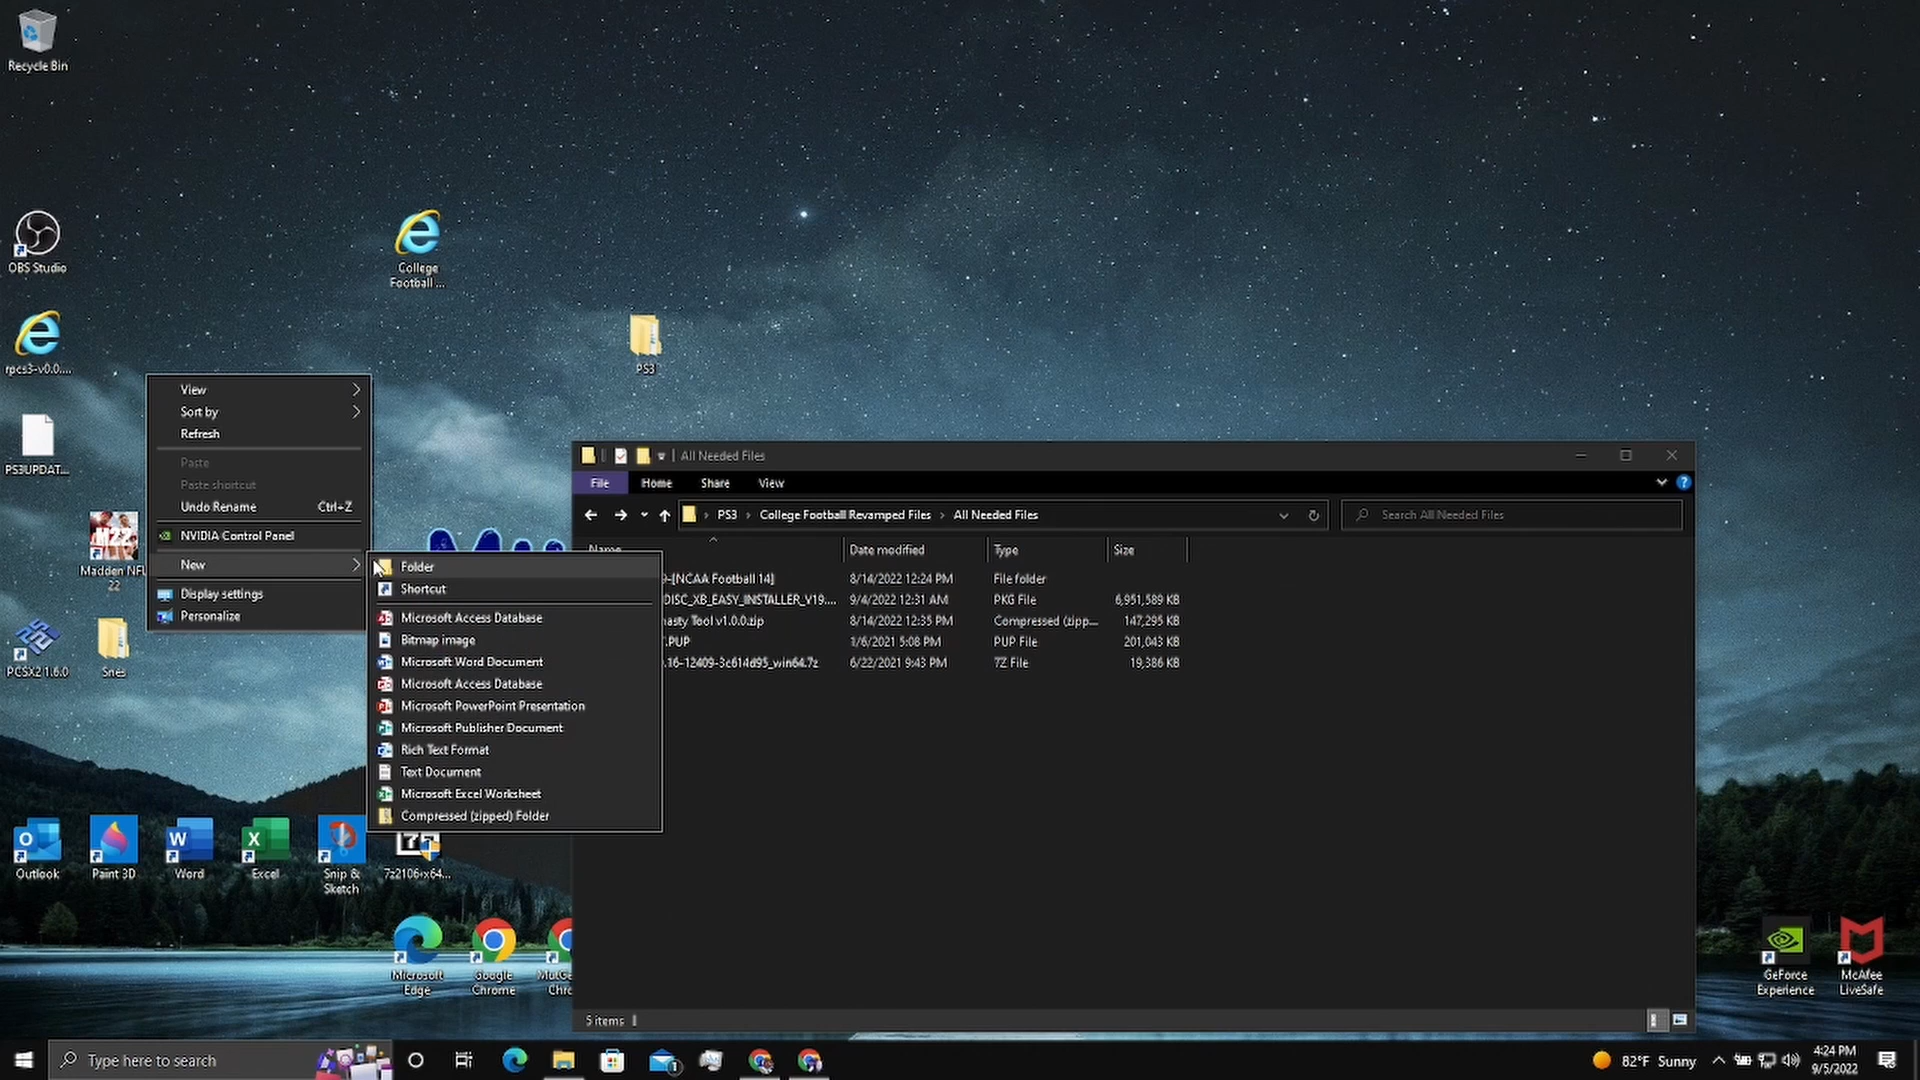 Recycle Bin
OBS Studio
College
Football ...
rpcs3-v0.0....
PS3
PS3UPDAT...
View
Sort by
Refresh
Paste
Paste shortcut
Undo Rename Ctrl+Z
NVIDIA Control Panel
New
Display settings
Personalize
Folder
Shortcut
Microsoft Access Database
Bitmap image
Microsoft Word Document
Microsoft Access Database
Microsoft PowerPoint Presentation
Microsoft Publisher Document
Rich Text Format
Text Document
Microsoft Excel Worksheet
Compressed (zipped) Folder
All Needed Files
File Home Share View
PS3 › College Football Revamped Files › All Needed Files
Search All Needed Files
Name Date modified Type Size
9-[NCAA Football 14] 8/14/2022 12:24 PM File folder
DISC_XB_EASY_INSTALLER_V19.... 9/4/2022 12:31 AM PKG File 6,951,589 KB
nasty Tool v1.0.0.zip 8/14/2022 12:35 PM Compressed (zipp... 147,295 KB
.PUP 1/6/2021 5:08 PM PUP File 201,043 KB
.16-12409-3c614d95_win64.7z 6/22/2021 9:43 PM 7Z File 19,386 KB
5 items
M22
Madden NFL
22
PCSX2 1.6.0
Snes
Outlook
Paint 3D
Word
Excel
Snip &
Sketch
7z2106-x64...
Microsoft
Edge
Google
Chrome
MutGe
Chrc
GeForce
Experience
McAfee
LiveSafe
Type here to search
82°F Sunny
4:24 PM
9/5/2022